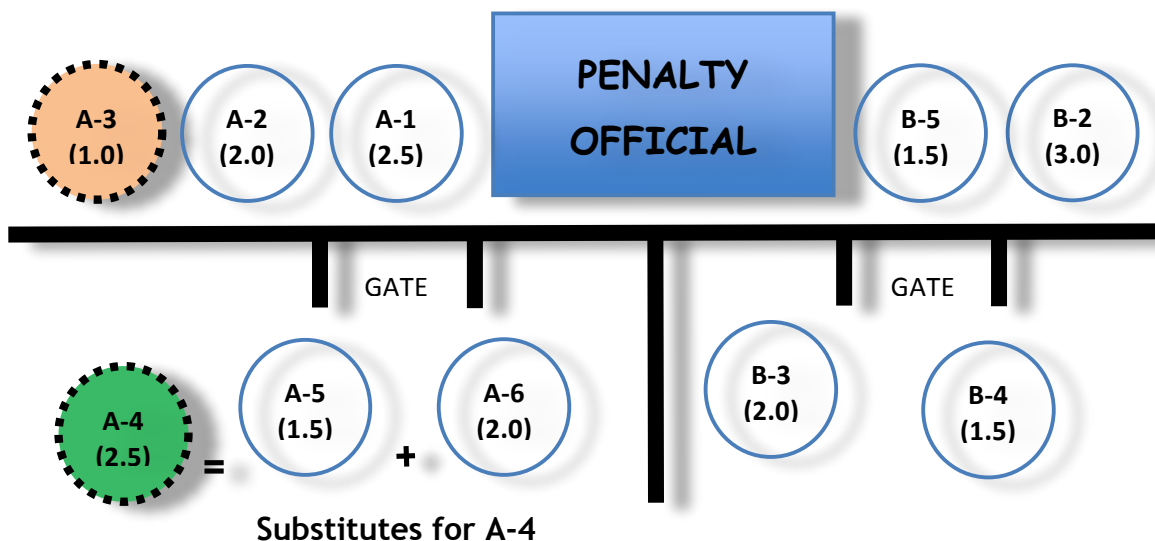 A-3
(1.0)
A-2
(2.0)
A-1
(2.5)
PENALTY
OFFICIAL
B-5
(1.5)
B-2
(3.0)
GATE
GATE
A-4
(2.5)
=
A-5
(1.5)
+
A-6
(2.0)
B-3
(2.0)
B-4
(1.5)
Substitutes for A-4